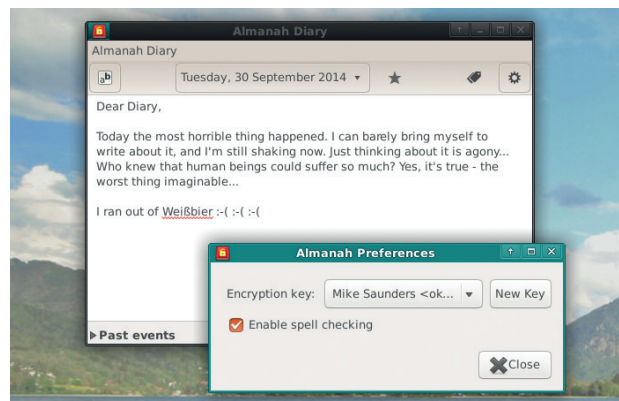 Almanah Diary
Almanah Diary
Tuesday, 30 September 2014
Dear Diary,
Today the most horrible thing happened. I can barely bring myself to
write about it, and I'm still shaking now. Just thinking about it is agony...
Who knew that human beings could suffer so much? Yes, it's true - the
worst thing imaginable...
I ran out of Weißbier :-( :-( :-(
Past events
Almanah Preferences
Encryption key: Mike Saunders <ok... New Key
Enable spell checking
Close